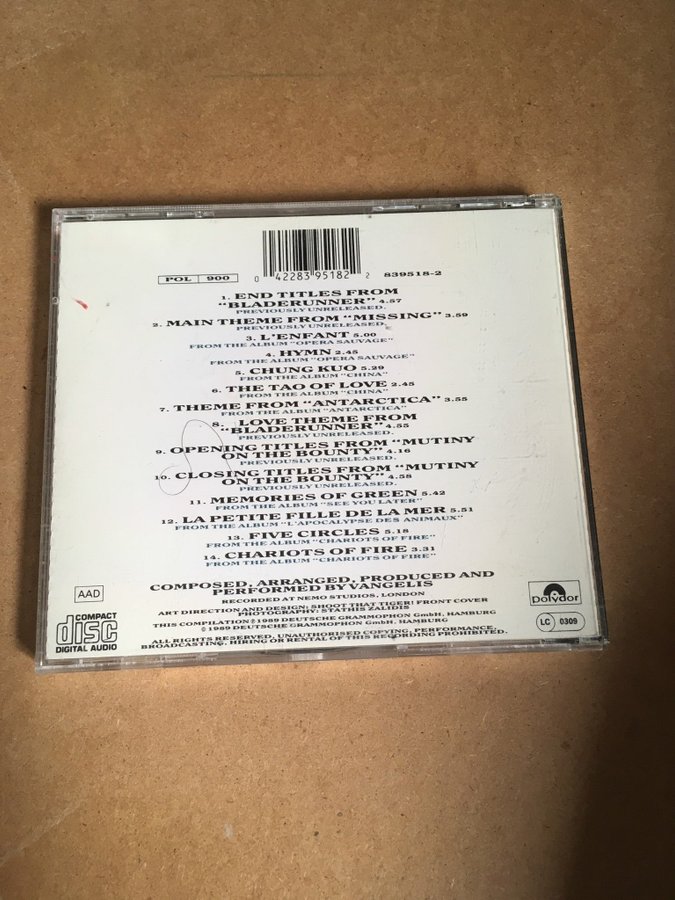 POL 900
0 42283 95182 2
839518-2
1. END TITLES FROM
"BLADERUNNER" 4.57
PREVIOUSLY UNRELEASED.
2. MAIN THEME FROM "MISSING" 3.59
PREVIOUSLY UNRELEASED.
3. L'ENFANT 5.00
FROM THE ALBUM "OPERA SAUVAGE"
4. HYMN 2.45
FROM THE ALBUM "OPERA SAUVAGE"
5. CHUNG KUO 5.29
FROM THE ALBUM "CHINA"
6. THE TAO OF LOVE 2.45
FROM THE ALBUM "CHINA"
7. THEME FROM "ANTARCTICA" 3.55
FROM THE ALBUM "ANTARCTICA"
8. LOVE THEME FROM
"BLADERUNNER" 4.55
PREVIOUSLY UNRELEASED.
9. OPENING TITLES FROM "MUTINY
ON THE BOUNTY" 4.16
PREVIOUSLY UNRELEASED.
10. CLOSING TITLES FROM "MUTINY
ON THE BOUNTY" 4.58
PREVIOUSLY UNRELEASED.
11. MEMORIES OF GREEN 5.42
FROM THE ALBUM "SEE YOU LATER"
12. LA PETITE FILLE DE LA MER 5.51
FROM THE ALBUM "L'APOCALYPSE DES ANIMAUX"
13. FIVE CIRCLES 5.18
FROM THE ALBUM "CHARIOTS OF FIRE"
14. CHARIOTS OF FIRE 3.31
FROM THE ALBUM "CHARIOTS OF FIRE"
COMPOSED, ARRANGED, PRODUCED AND
PERFORMED BY VANGELIS
RECORDED AT NEMO STUDIOS, LONDON
ART DIRECTION AND DESIGN: SHOOT THAT TIGER! FRONT COVER
PHOTOGRAPHY: STATHIS ZALIDIS
THIS COMPILATION ℗ 1989 DEUTSCHE GRAMMOPHON GmbH, HAMBURG
© 1989 DEUTSCHE GRAMMOPHON GmbH, HAMBURG
ALL RIGHTS RESERVED. UNAUTHORISED COPYING, PERFORMANCE,
BROADCASTING, HIRING OR RENTAL OF THIS RECORDING PROHIBITED.
AAD
COMPACT
disc
DIGITAL AUDIO
polydor
LC 0309